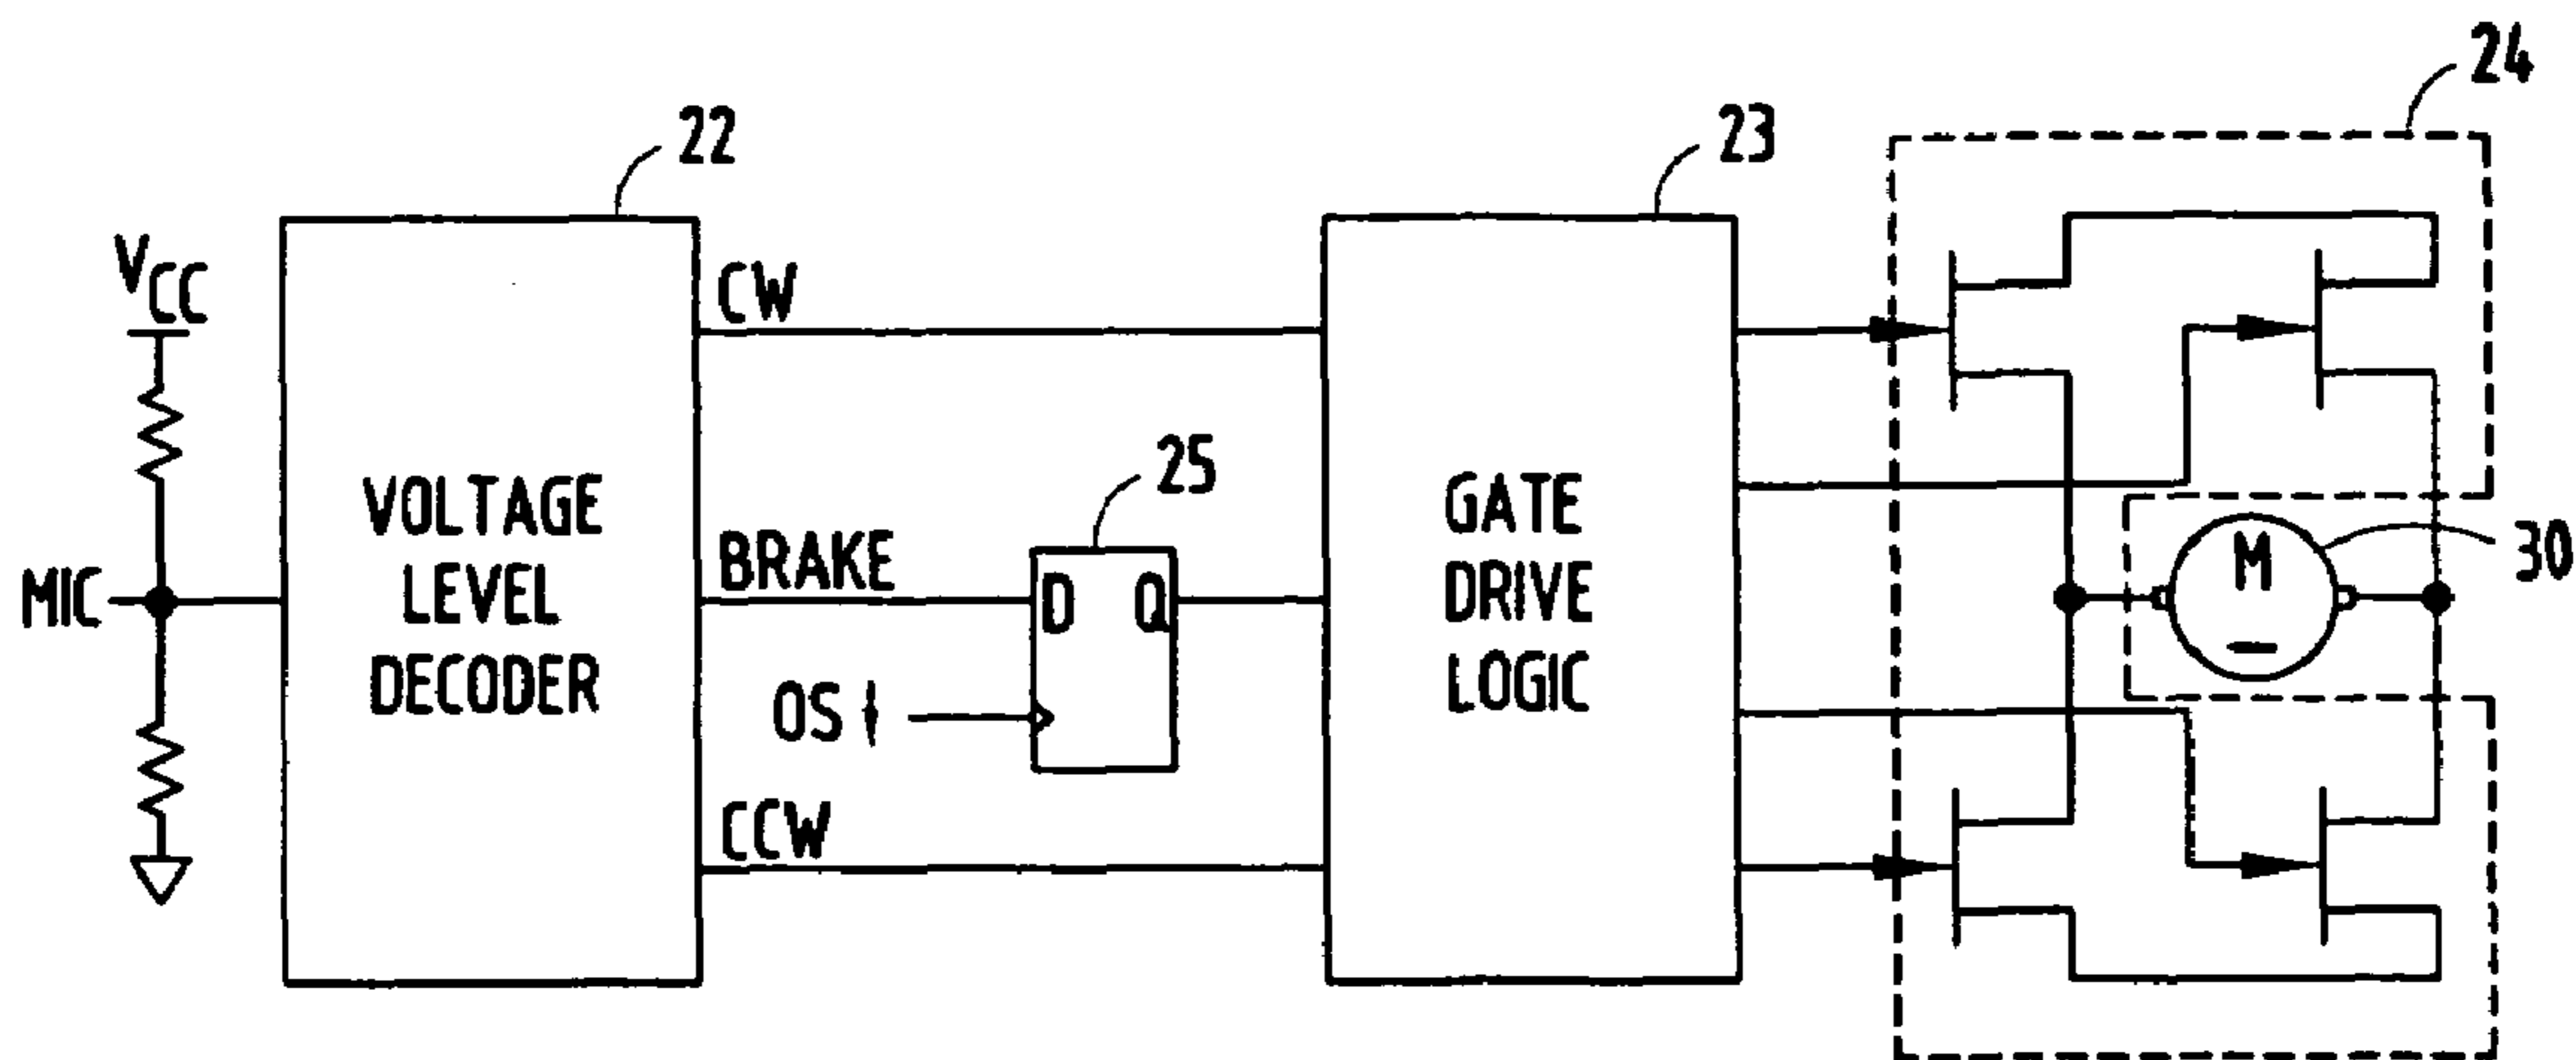 24
22
23
VCC
CW
25
VOLTAGE
LEVEL
DECODER
GATE
DRIVE
LOGIC
BRAKE
D Q
M
30
MIC
OS
CCW